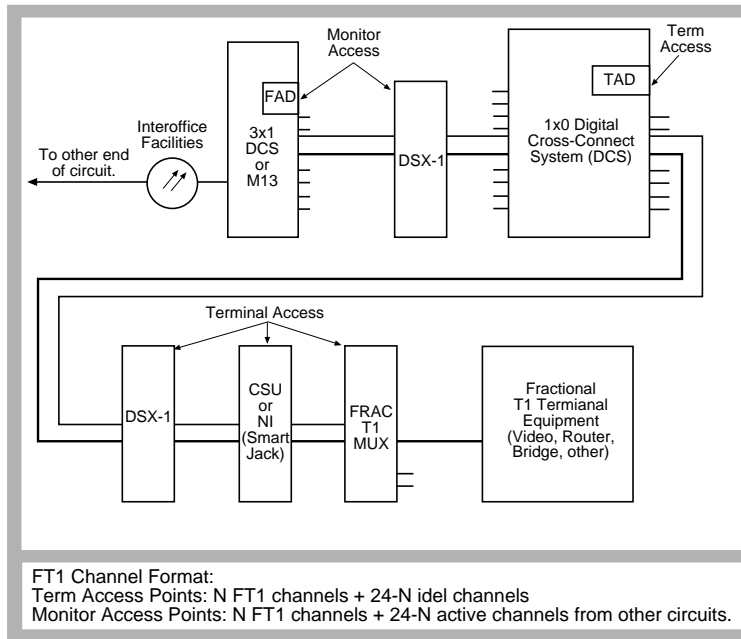 Monitor
Access
Term
Access
FAD
TAD
Interoffice
Facilities
To other end
of circuit.
3x1
DCS
or
M13
DSX-1
1x0 Digital
Cross-Connect
System (DCS)
Terminal Access
DSX-1
CSU
or
NI
(Smart
Jack)
FRAC
T1
MUX
Fractional
T1 Termianal
Equipment
(Video, Router,
Bridge, other)
FT1 Channel Format:
Term Access Points: N FT1 channels + 24-N idel channels
Monitor Access Points: N FT1 channels + 24-N active channels from other circuits.